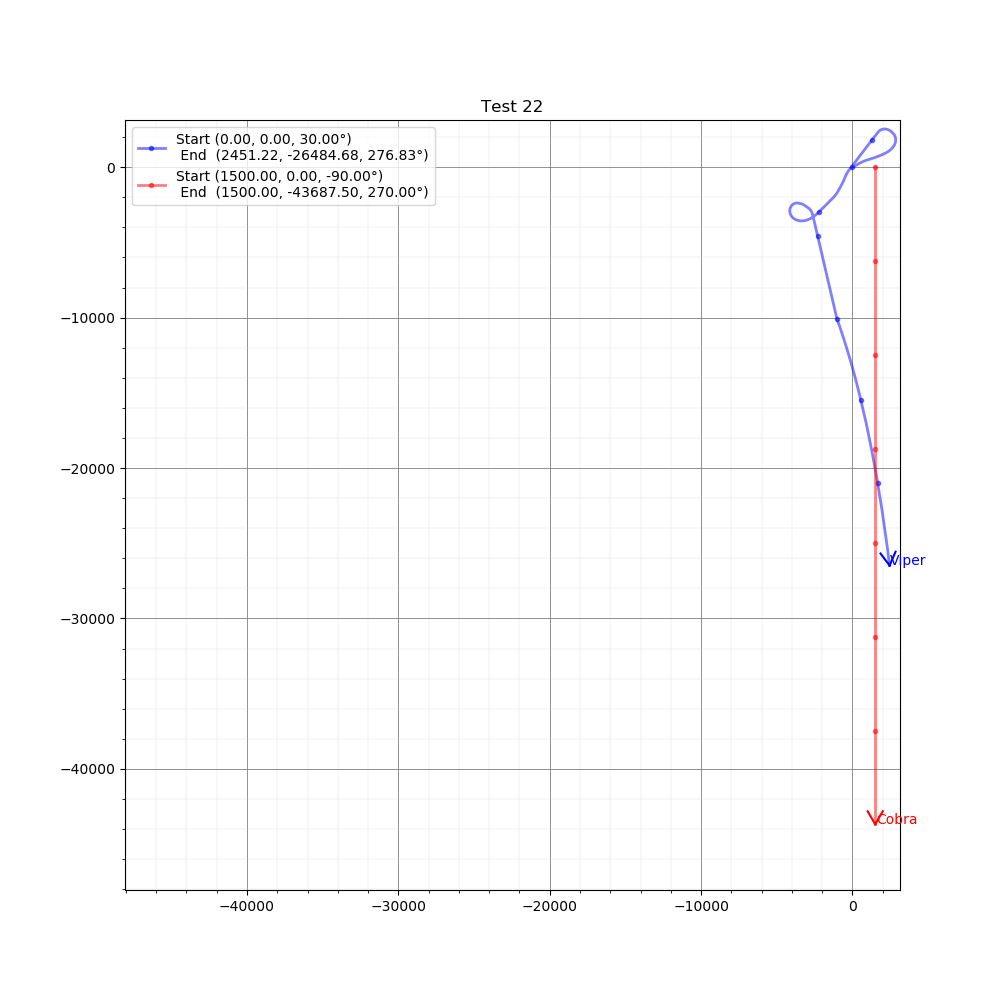 Test 22
Start (0.00, 0.00, 30.00°)
End (2451.22, -26484.68, 276.83°)
Start (1500.00, 0.00, -90.00°)
End (1500.00, -43687.50, 270.00°)
0
−10000
−20000
−30000
−40000
Viper
Cobra
−40000 −30000 −20000 −10000 0